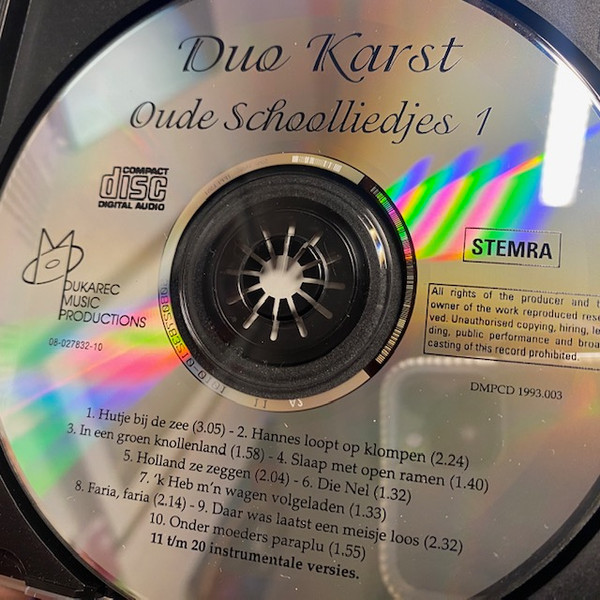 Duo Karst
Oude Schoolliedjes 1
COMPACT
disc
DIGITAL AUDIO
STEMRA
DUKAREC
MUSIC
PRODUCTIONS
08-027832-10
All rights of the producer and
owner of the work reproduced rese
ved. Unauthorised copying, hiring, le
ding, public performance and broa
casting of this record prohibited.
DMPCD 1993.003
1. Hutje bij de zee (3.05) - 2. Hannes loopt op klompen (2.24)
3. In een groen knollenland (1.58) - 4. Slaap met open ramen (1.40)
5. Holland ze zeggen (2.04) - 6. Die Nel (1.32)
7. 'k Heb m'n wagen volgeladen (1.33)
8. Faria, faria (2.14) - 9. Daar was laatst een meisje loos (2.32)
10. Onder moeders paraplu (1.55)
11 t/m 20 instrumentale versies.